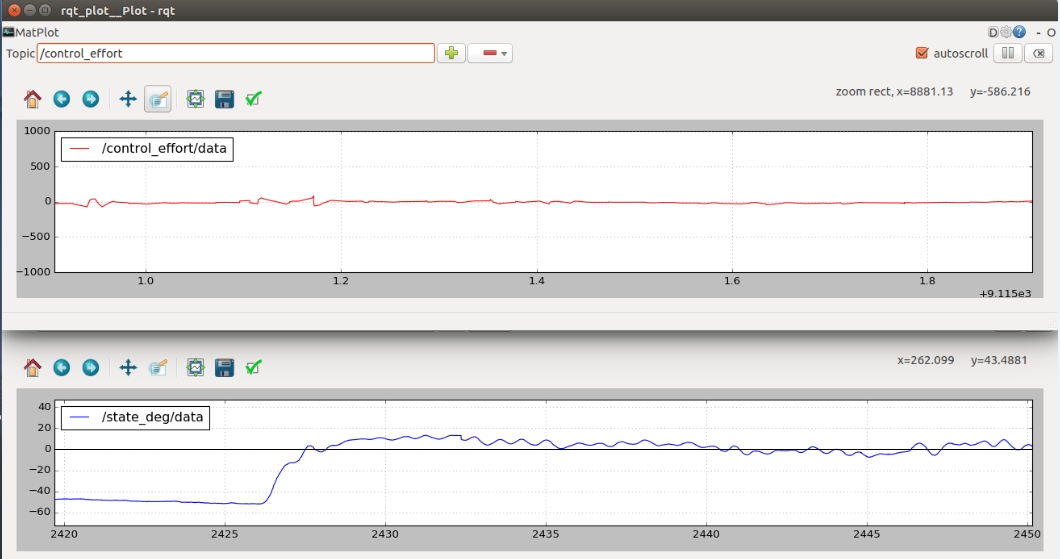 rqt_plot__Plot - rqt
MatPlot D ? - O
Topic /control_effort autoscroll
zoom rect, x=8881.13 y=-586.216
1000
/control_effort/data
500
0
−500
−1000
1.0 1.2 1.4 1.6 1.8
+9.115e3
x=262.099 y=43.4881
40
/state_deg/data
20
0
−20
−40
−60
2420 2425 2430 2435 2440 2445 2450